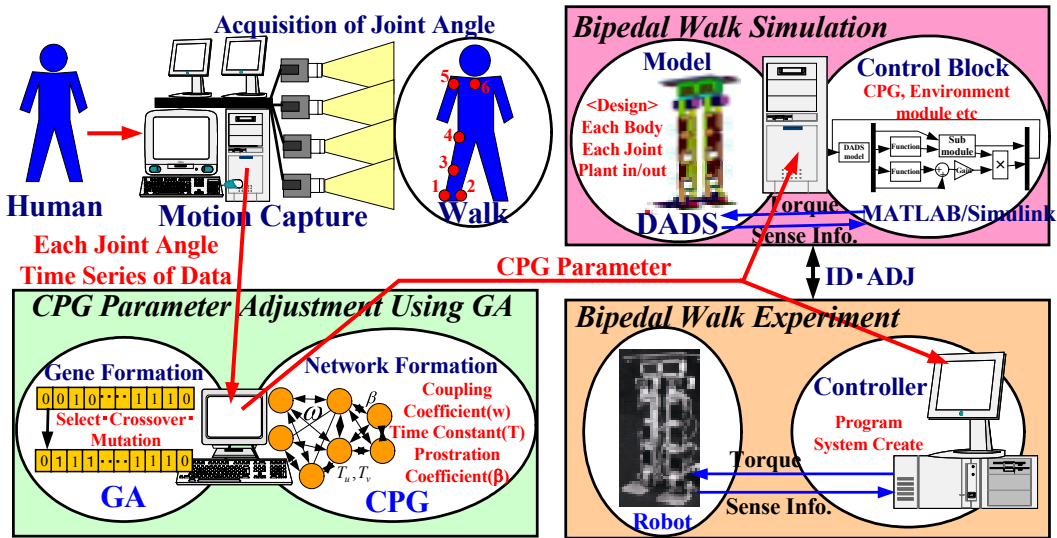 Acquisition of Joint Angle
Human
Motion Capture
5
6
4
3
1
2
Walk
Each Joint Angle
Time Series of Data
Bipedal Walk Simulation
Model
<Design>
Each Body
Each Joint
Plant in/out
DADS
Control Block
CPG, Environment
module etc
DADS
model
Function
Function
Sub
module
Gain
×
MATLAB/Simulink
Torque
Sense Info.
CPG Parameter
ID・ADJ
CPG Parameter Adjustment Using GA
Gene Formation
0 0 1 0 ・・・・ 1 1 1 0
Select・Crossover・
Mutation
0 1 1 1 ・・・・ 1 1 1 0
GA
Network Formation
ω
β
Tu , Tv
Coupling
Coefficient(w)
Time Constant(T)
Prostration
Coefficient(β)
CPG
Bipedal Walk Experiment
Robot
Controller
Program
System Create
Torque
Sense Info.